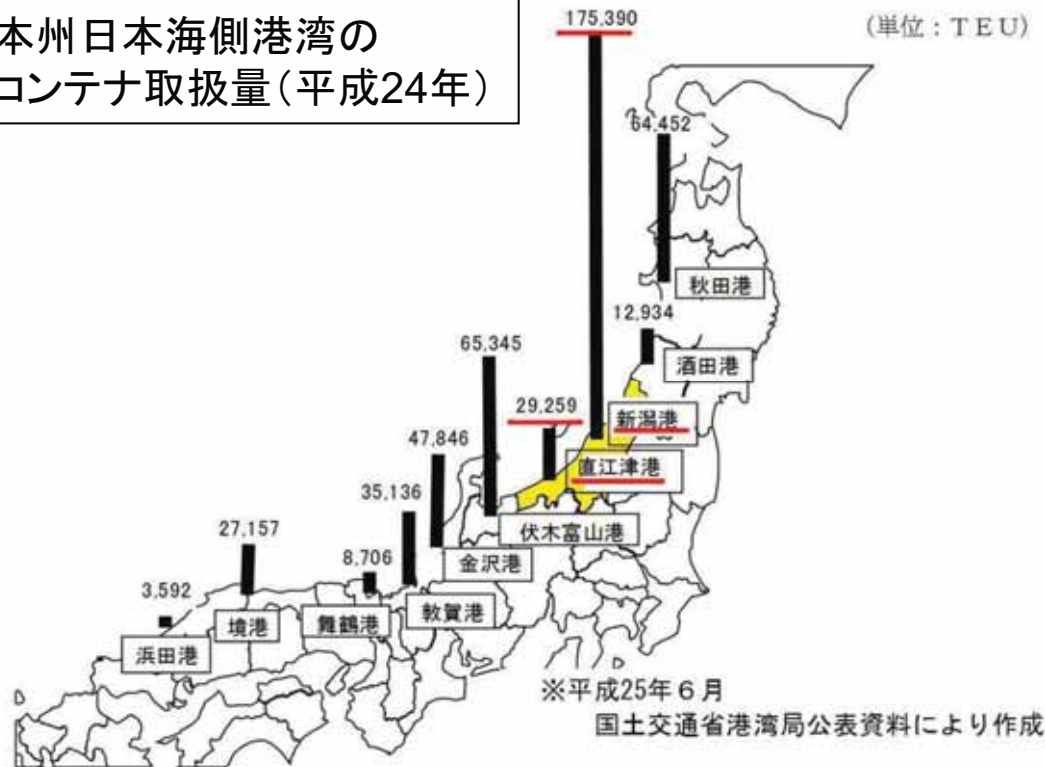 本州日本海側港湾の
コンテナ取扱量(平成24年)
(単位:TEU)
175,390
64,452
秋田港
12,934
酒田港
65,345
29,259
新潟港
47,846
直江津港
35,136
伏木富山港
27,157
8,706
金沢港
3,592
敦賀港
境港
舞鶴港
浜田港
※平成25年6月
国土交通省港湾局公表資料により作成